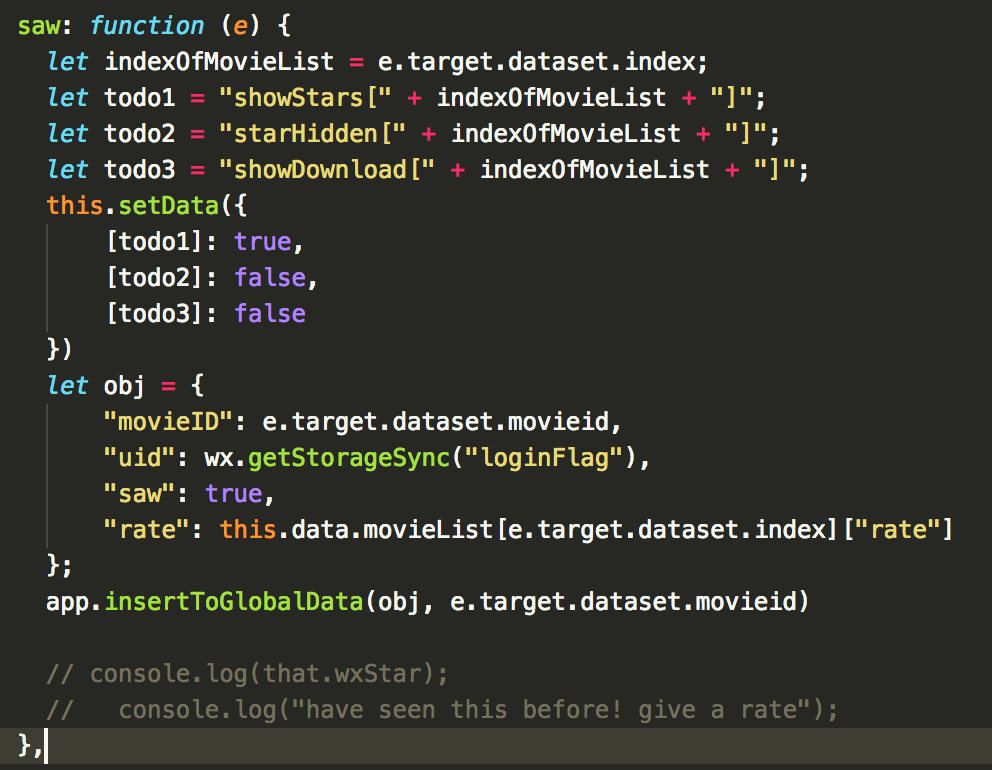 saw: function (e) {
  let indexOfMovieList = e.target.dataset.index;
  let todo1 = "showStars[" + indexOfMovieList + "]";
  let todo2 = "starHidden[" + indexOfMovieList + "]";
  let todo3 = "showDownload[" + indexOfMovieList + "]";
  this.setData({
      [todo1]: true,
      [todo2]: false,
      [todo3]: false
  })
  let obj = {
      "movieID": e.target.dataset.movieid,
      "uid": wx.getStorageSync("loginFlag"),
      "saw": true,
      "rate": this.data.movieList[e.target.dataset.index]["rate"]
  };
  app.insertToGlobalData(obj, e.target.dataset.movieid)

  // console.log(that.wxStar);
  //   console.log("have seen this before! give a rate");
},